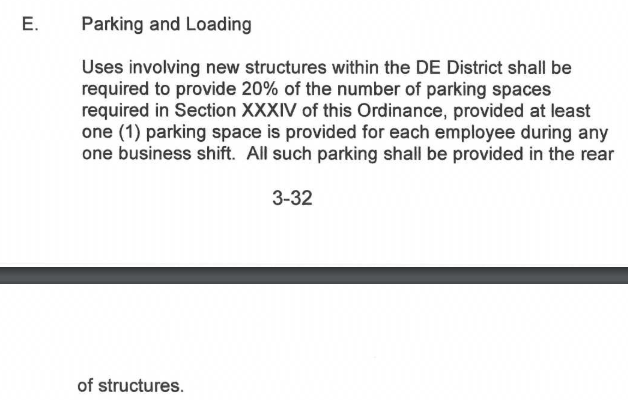 E. Parking and Loading
Uses involving new structures within the DE District shall be
required to provide 20% of the number of parking spaces
required in Section XXXIV of this Ordinance, provided at least
one (1) parking space is provided for each employee during any
one business shift. All such parking shall be provided in the rear
3-32
of structures.